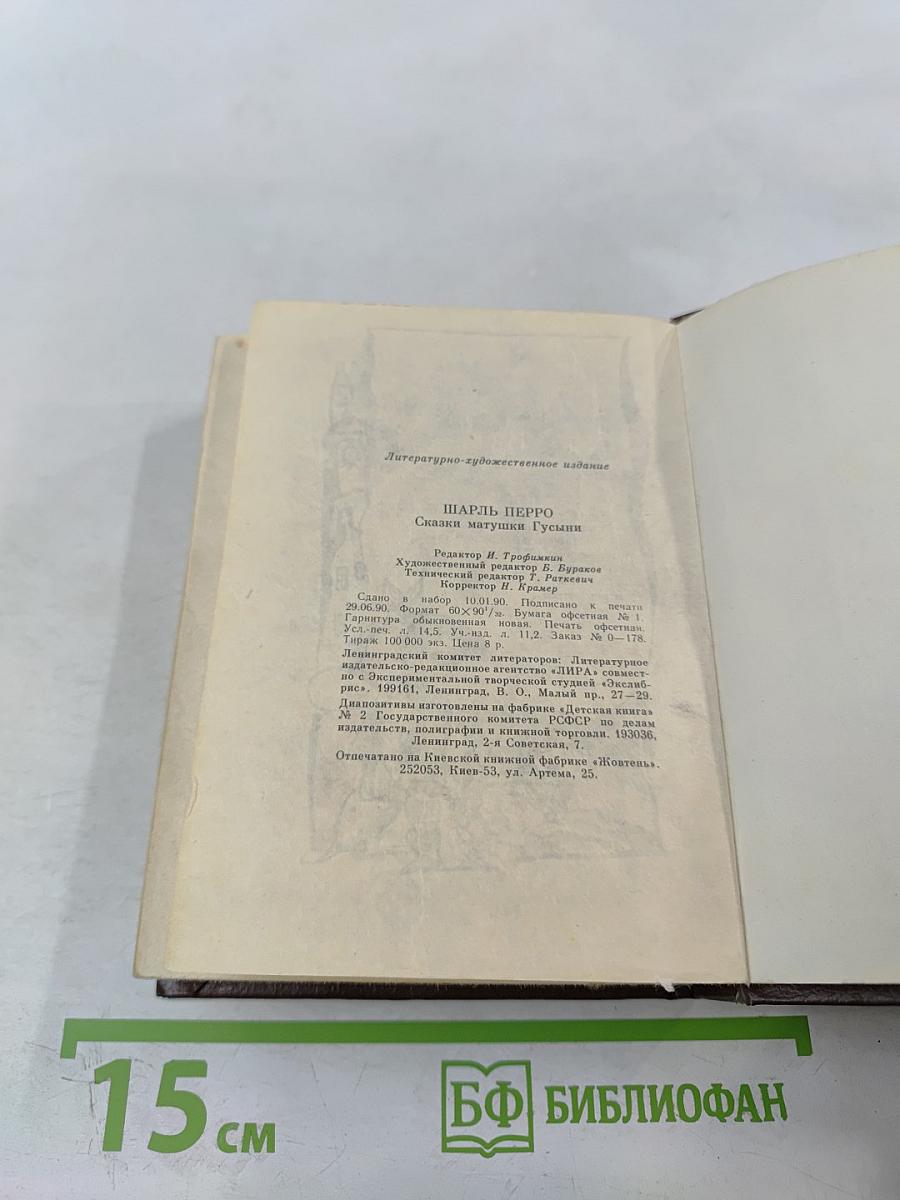 Литературно-художественное издание
ШАРЛЬ ПЕРРО
Сказки матушки Гусыни
Редактор И. Трофимкин
Художественный редактор Б. Бураков
Технический редактор Т. Раткевич
Корректор Н. Крамер
Сдано в набор 10.01.90. Подписано к печати
29.06.90. Формат 60×90¹/₃₂. Бумага офсетная № 1.
Гарнитура обыкновенная новая. Печать офсетная.
Усл.-печ. л. 14,5. Уч.-изд. л. 11,2. Заказ № 0—178.
Тираж 100 000 экз. Цена 8 р.
Ленинградский комитет литераторов: Литературное
издательско-редакционное агентство «ЛИРА» совмест-
но с Экспериментальной творческой студией «Экслиб-
рис». 199161, Ленинград, В. О., Малый пр., 27—29.
Диапозитивы изготовлены на фабрике «Детская книга»
№ 2 Государственного комитета РСФСР по делам
издательств, полиграфии и книжной торговли. 193036,
Ленинград, 2-я Советская, 7.
Отпечатано на Киевской книжной фабрике «Жовтень».
252053, Киев-53, ул. Артема, 25.
15 см
БФ БИБЛИОФАН